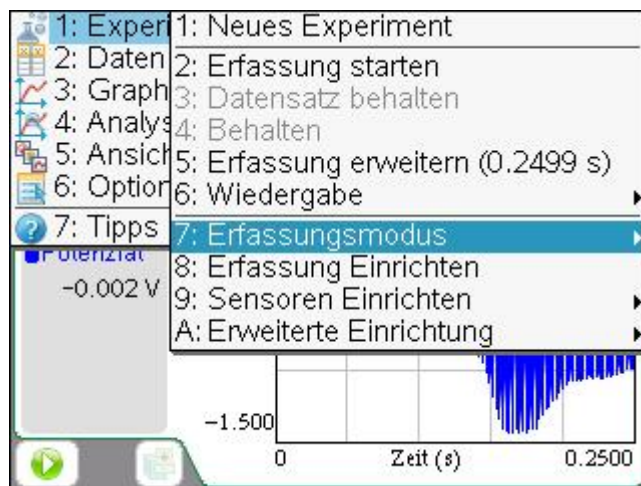 1: Experi
2: Daten
3: Graph
4: Analys
5: Ansich
6: Option
7: Tipps
1: Neues Experiment
2: Erfassung starten
3: Datensatz behalten
4: Behalten
5: Erfassung erweitern (0.2499 s)
6: Wiedergabe
7: Erfassungsmodus
8: Erfassung Einrichten
9: Sensoren Einrichten
A: Erweiterte Einrichtung
Potenzial
-0.002 V
-1.500
0 Zeit (s) 0.2500